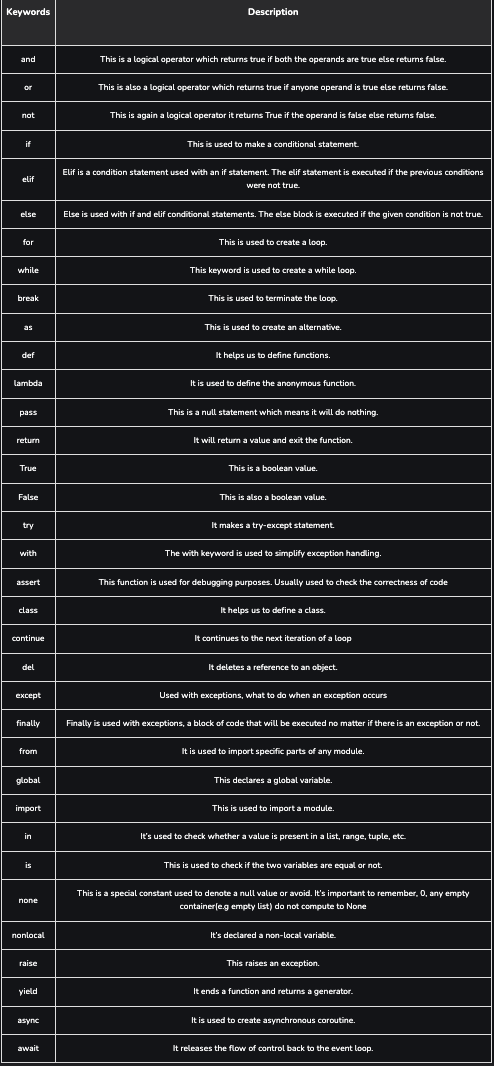 Keywords Description
and This is a logical operator which returns true if both the operands are true else returns false.
or This is also a logical operator which returns true if anyone operand is true else returns false.
not This is again a logical operator it returns True if the operand is false else returns false.
if This is used to make a conditional statement.
elif Elif is a condition statement used with an if statement. The elif statement is executed if the previous conditions
were not true.
else Else is used with if and elif conditional statements. The else block is executed if the given condition is not true.
for This is used to create a loop.
while This keyword is used to create a while loop.
break This is used to terminate the loop.
as This is used to create an alternative.
def It helps us to define functions.
lambda It is used to define the anonymous function.
pass This is a null statement which means it will do nothing.
return It will return a value and exit the function.
True This is a boolean value.
False This is also a boolean value.
try It makes a try-except statement.
with The with keyword is used to simplify exception handling.
assert This function is used for debugging purposes. Usually used to check the correctness of code
class It helps us to define a class.
continue It continues to the next iteration of a loop
del It deletes a reference to an object.
except Used with exceptions, what to do when an exception occurs
finally Finally is used with exceptions, a block of code that will be executed no matter if there is an exception or not.
from It is used to import specific parts of any module.
global This declares a global variable.
import This is used to import a module.
in It's used to check whether a value is present in a list, range, tuple, etc.
is This is used to check if the two variables are equal or not.
none This is a special constant used to denote a null value or avoid. It's important to remember, 0, any empty
container(e.g empty list) do not compute to None
nonlocal It's declared a non-local variable.
raise This raises an exception.
yield It ends a function and returns a generator.
async It is used to create asynchronous coroutine.
await It releases the flow of control back to the event loop.